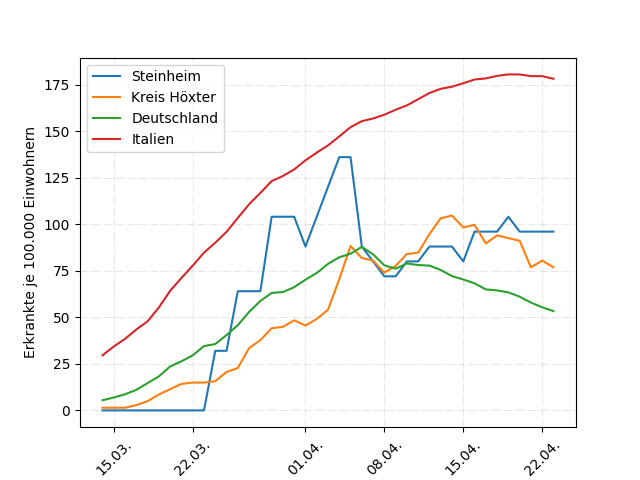 Steinheim
Kreis Höxter
Deutschland
Italien
Erkrankte je 100.000 Einwohnern
175
150
125
100
75
50
25
0
15.03.
22.03.
01.04.
08.04.
15.04.
22.04.